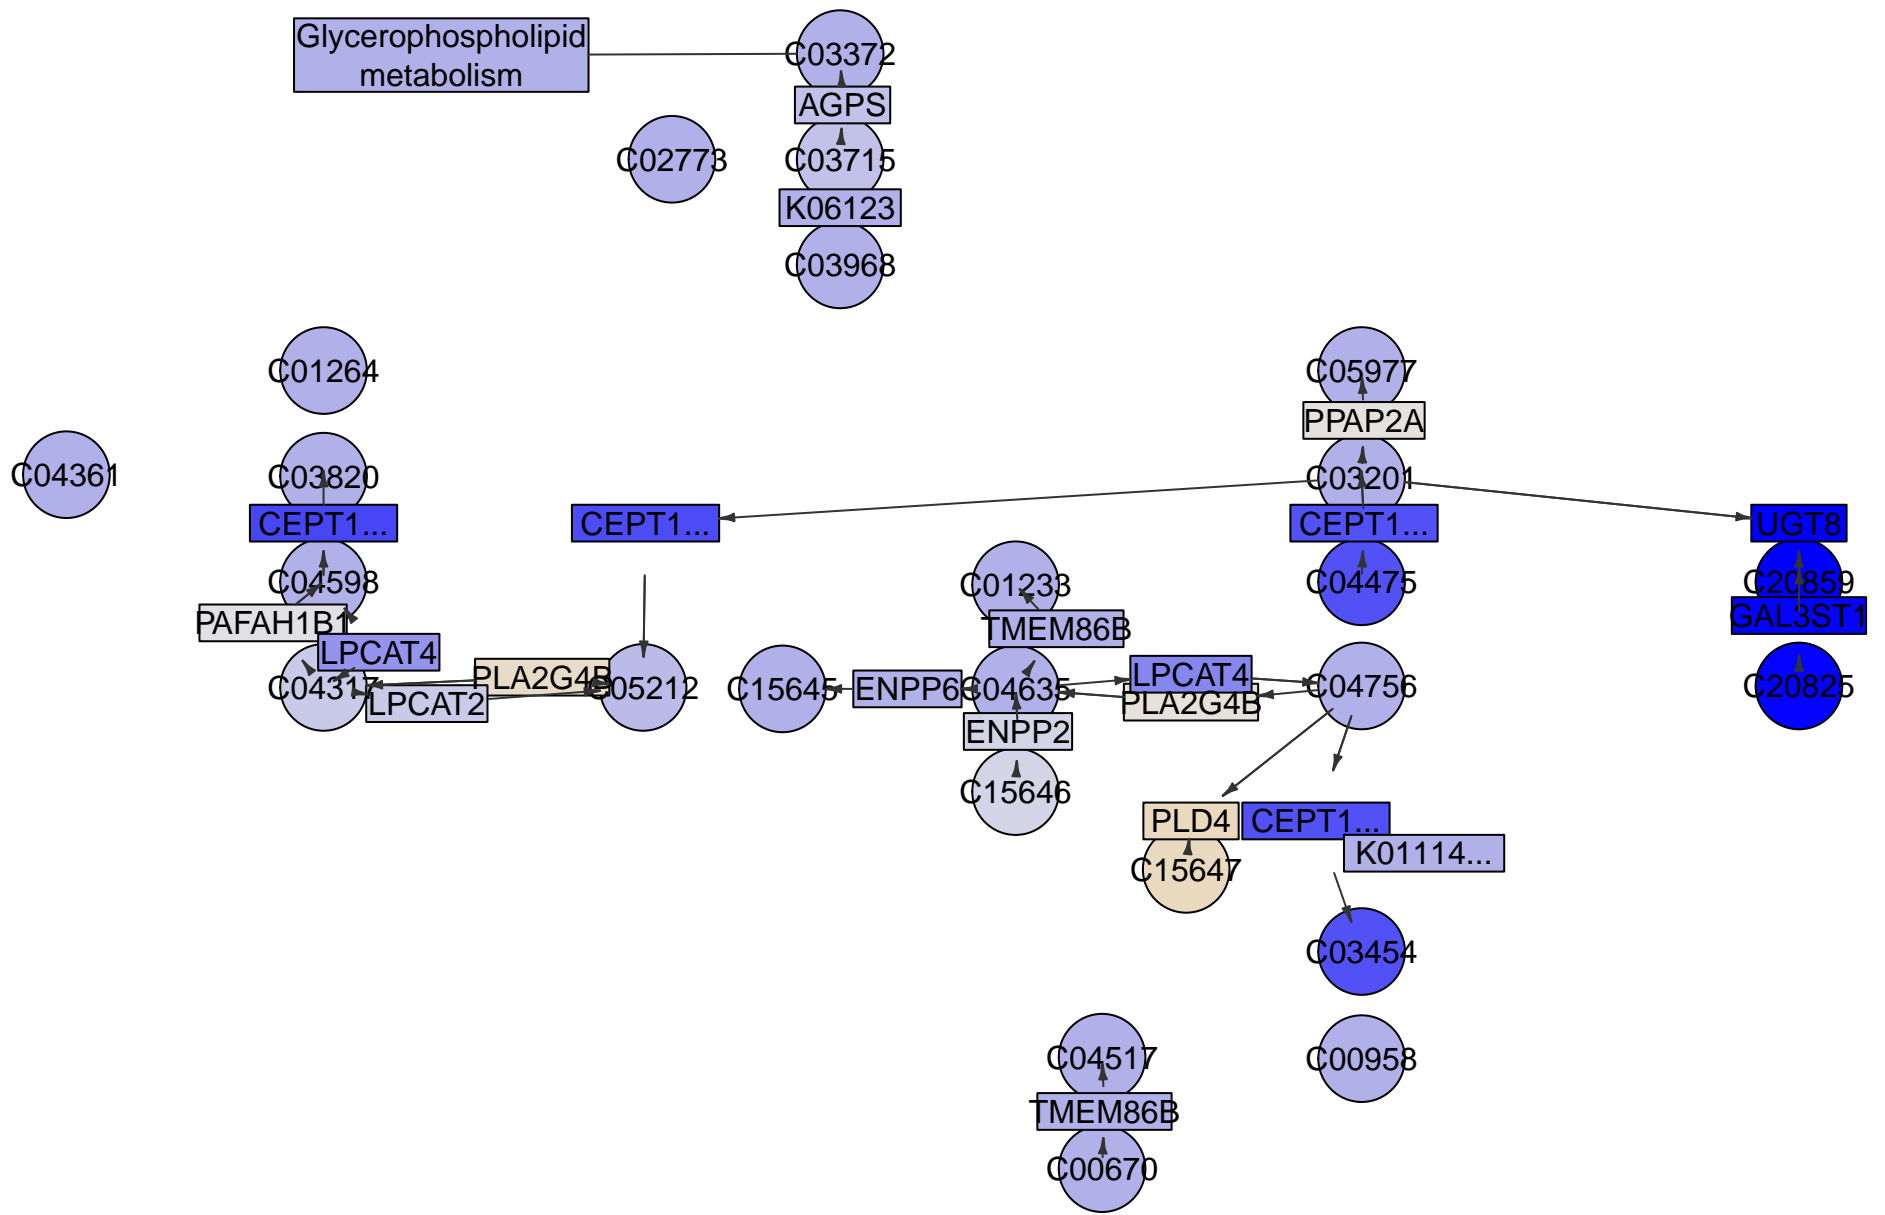 Glycerophospholipid
metabolism
C03372
AGPS
C02773
C03715
K06123
C03968
C01264
C05977
PPAP2A
C04361
C03820
C03201
CEPT1...
CEPT1...
CEPT1...
UGT8
C04598
C01233
C04475
C20859
PAFAH1B1
TMEM86B
GAL3ST1
LPCAT4
C04317
PLA2G4B
LPCAT2
C05212
C15645
ENPP6
C04635
LPCAT4
PLA2G4B
C04756
C20825
ENPP2
C15646
PLD4
CEPT1...
K01114...
C15647
C03454
C04517
C00958
TMEM86B
C00670